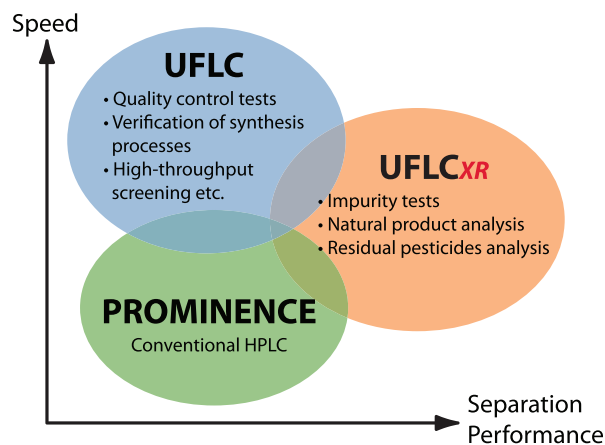 Speed
UFLC
• Quality control tests
• Verification of synthesis
processes
• High-throughput
screening etc.
UFLCXR
• Impurity tests
• Natural product analysis
• Residual pesticides analysis
PROMINENCE
Conventional HPLC
Separation
Performance